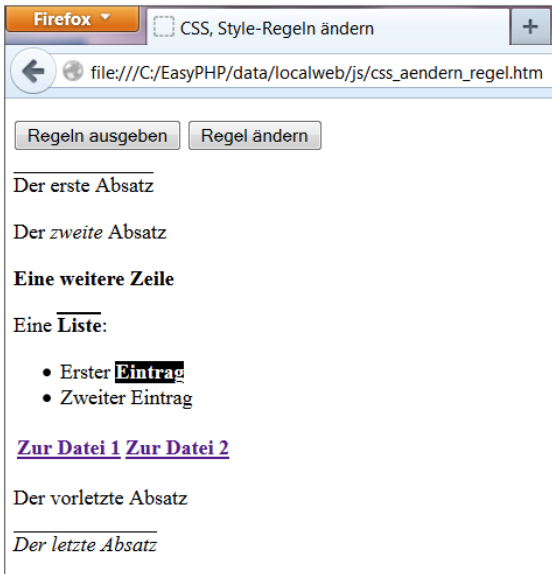 Firefox
CSS, Style-Regeln ändern
file:///C:/EasyPHP/data/localweb/js/css_aendern_regel.htm
Regeln ausgeben Regel ändern
Der erste Absatz
Der zweite Absatz
Eine weitere Zeile
Eine Liste:
Erster Eintrag
Zweiter Eintrag
Zur Datei 1 Zur Datei 2
Der vorletzte Absatz
Der letzte Absatz